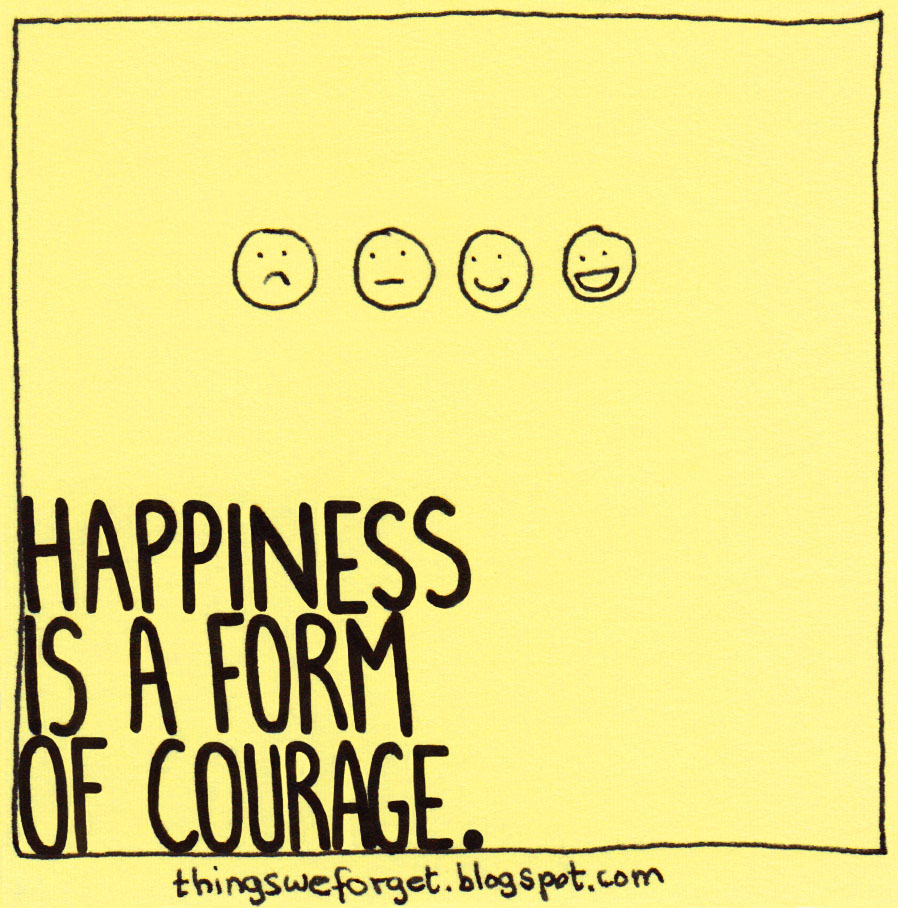 HAPPINESS
IS A FORM
OF COURAGE.
thingsweforget.blogspot.com